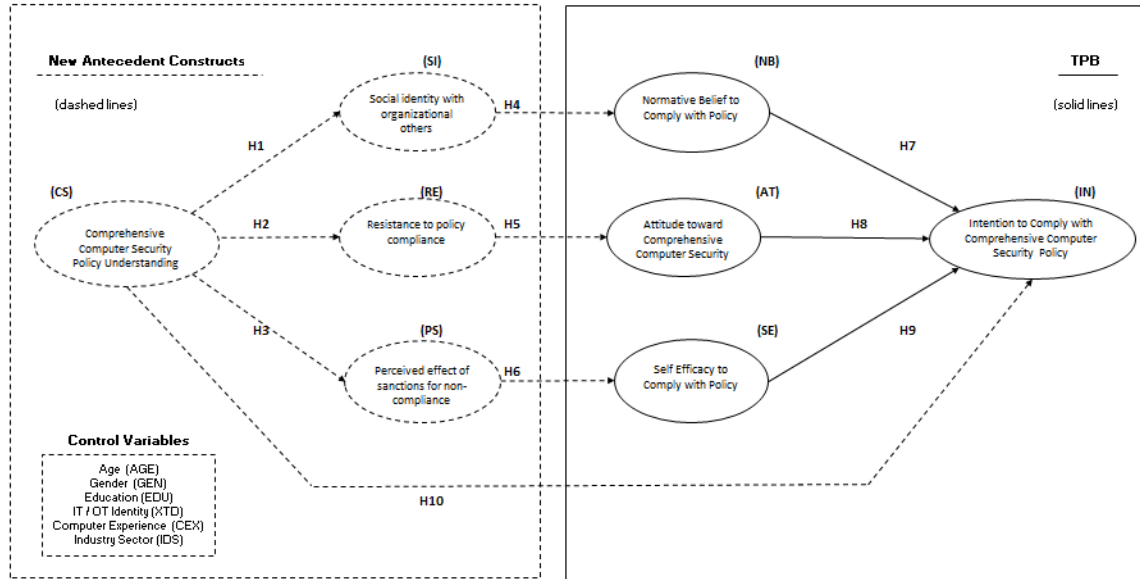 New Antecedent Constructs
(dashed lines)
(SI)
Social identity with
organizational
others
H4
H1
(CS)
Comprehensive
Computer Security
Policy Understanding
H2
(RE)
Resistance to policy
compliance
H5
H3
(PS)
Perceived effect of
sanctions for non-
compliance
H6
Control Variables
Age (AGE)
Gender (GEN)
Education (EDU)
IT / OT Identity (XTD)
Computer Experience (CEX)
Industry Sector (IDS)
H10
TPB
(solid lines)
(NB)
Normative Belief to
Comply with Policy
H7
(AT)
Attitude toward
Comprehensive
Computer Security
H8
(IN)
Intention to Comply with
Comprehensive Computer
Security Policy
(SE)
Self Efficacy to
Comply with Policy
H9